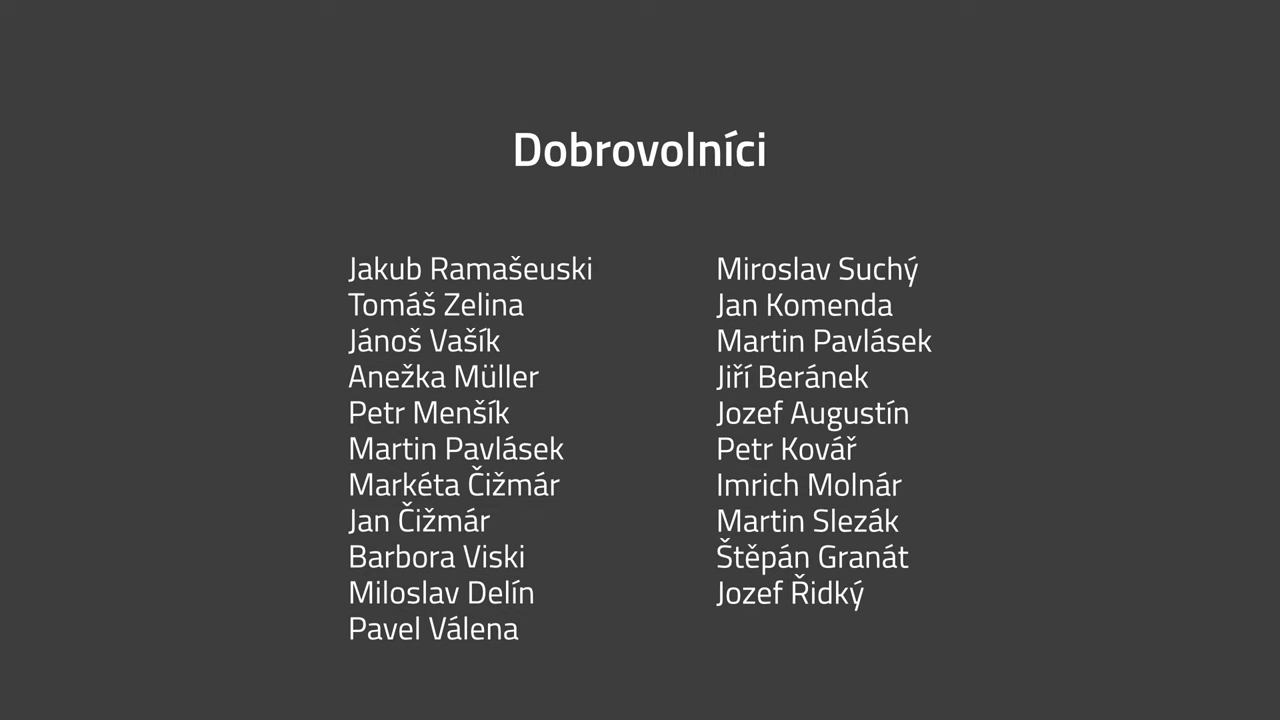 Dobrovolníci
Jakub Ramašeuski
Tomáš Zelina
Jánoš Vašík
Anežka Müller
Petr Menšík
Martin Pavlásek
Markéta Čižmár
Jan Čižmár
Barbora Viski
Miloslav Delín
Pavel Válena
Miroslav Suchý
Jan Komenda
Martin Pavlásek
Jiří Beránek
Jozef Augustín
Petr Kovář
Imrich Molnár
Martin Slezák
Štěpán Granát
Jozef Řidký